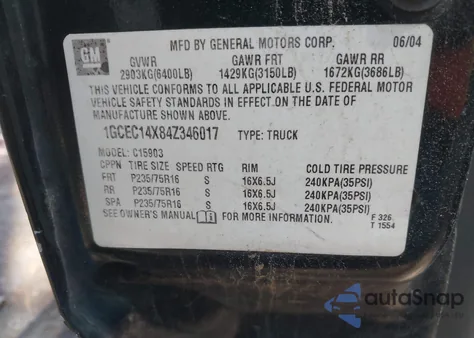 GM
MFD BY GENERAL MOTORS CORP. 06/04
GVWR GAWR FRT GAWR RR
2903KG(6400LB) 1429KG(3150LB) 1672KG(3686LB)
THIS VEHICLE CONFORMS TO ALL APPLICABLE U.S. FEDERAL MOTOR
VEHICLE SAFETY STANDARDS IN EFFECT ON THE DATE OF
MANUFACTURE SHOWN ABOVE.
1GCEC14X84Z346017 TYPE: TRUCK
MODEL: C15903
CPPN TIRE SIZE SPEED RTG RIM COLD TIRE PRESSURE
FRT P235/75R16 S 16X6.5J 240KPA(35PSI)
RR P235/75R16 S 16X6.5J 240KPA(35PSI)
SPA P235/75R16 S 16X6.5J 240KPA(35PSI)
SEE OWNER'S MANUAL FOR MORE INFORMATION. F 326
T 1554
autoSnap